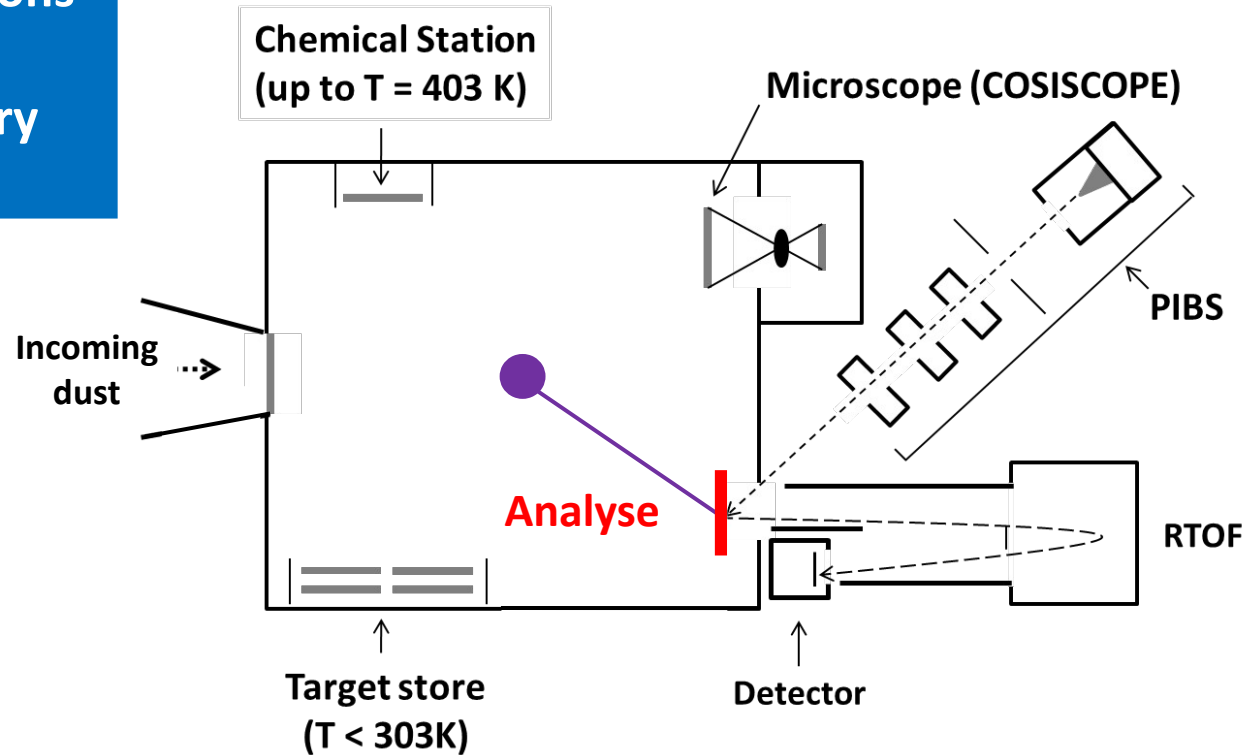 Chemical Station
(up to T = 403 K)
Microscope (COSISCOPE)
PIBS
Incoming
dust
Analyse
RTOF
Target store
(T < 303K)
Detector